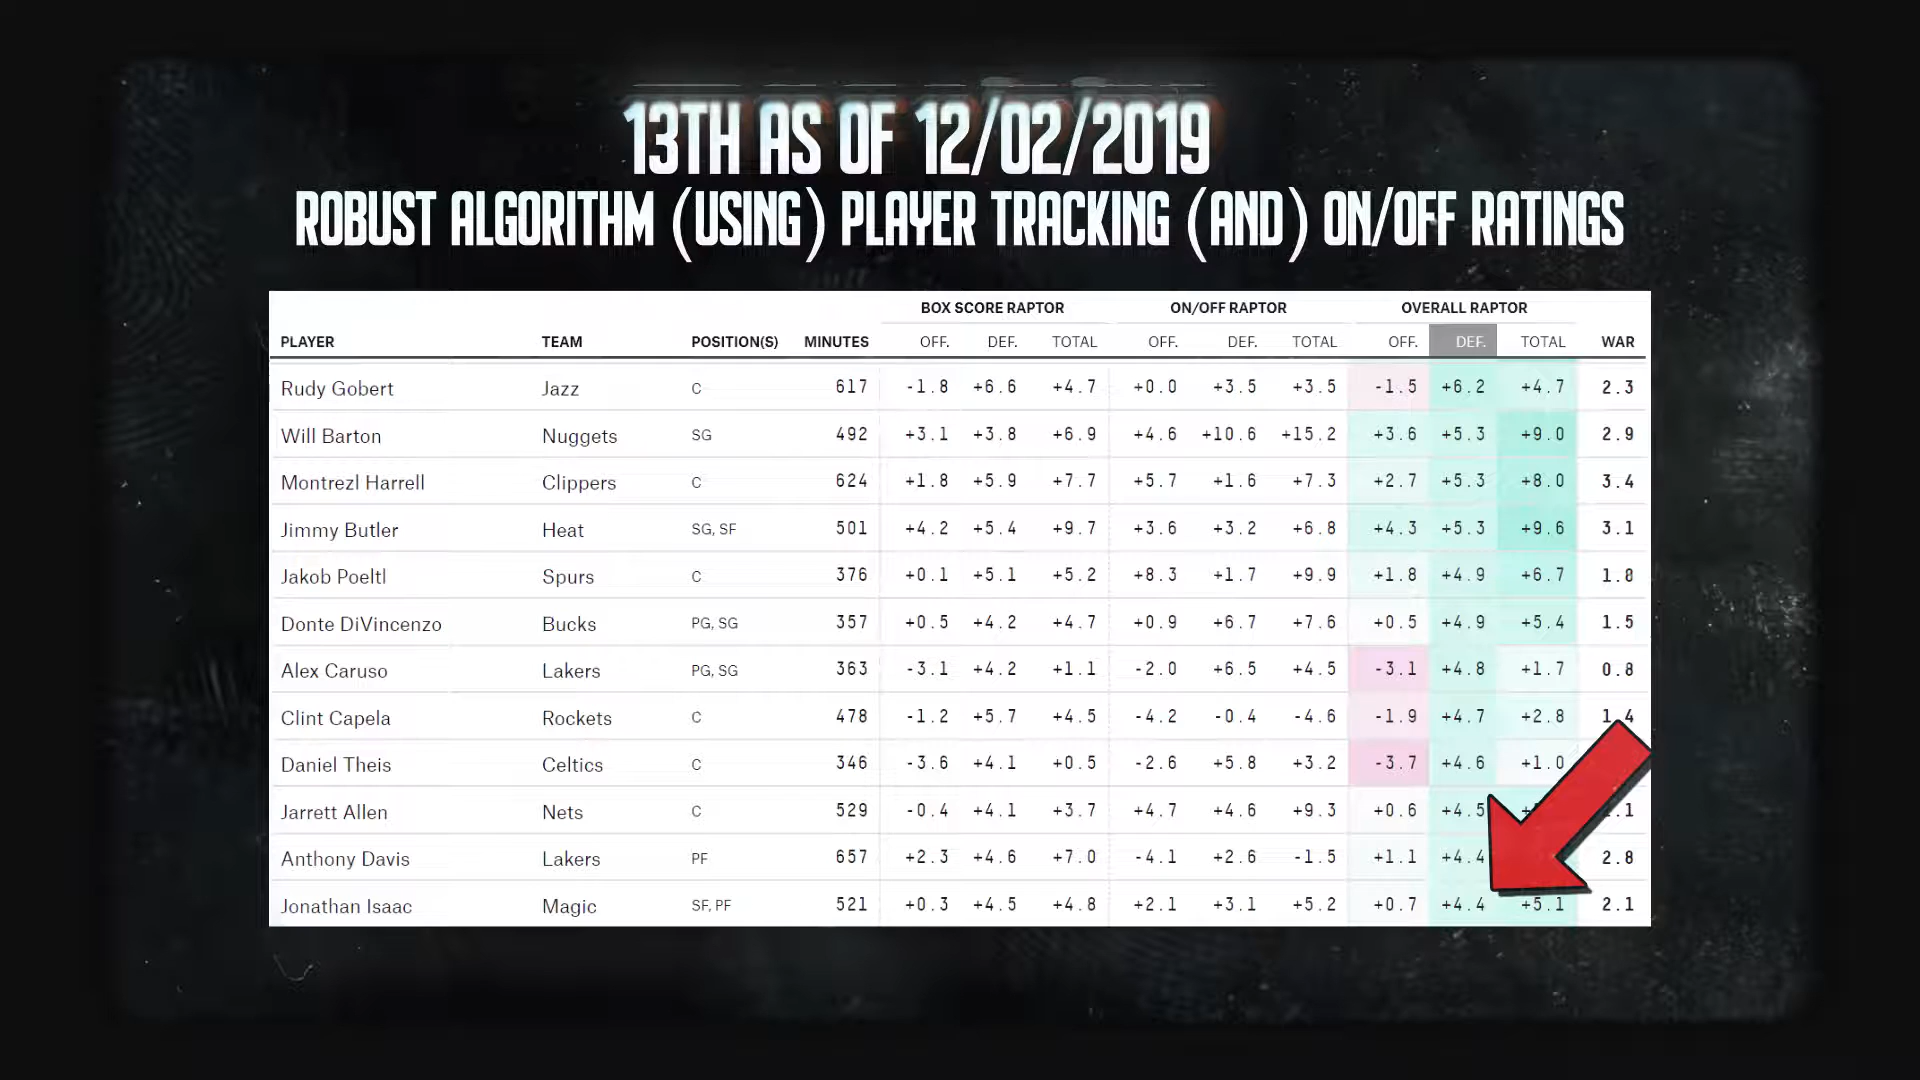 13TH AS OF 12/02/2019
ROBUST ALGORITHM (USING) PLAYER TRACKING (AND) ON/OFF RATINGS
BOX SCORE RAPTOR ON/OFF RAPTOR OVERALL RAPTOR
PLAYER TEAM POSITION(S) MINUTES OFF. DEF. TOTAL OFF. DEF. TOTAL OFF. DEF. TOTAL WAR
Rudy Gobert Jazz C 617 -1.8 +6.6 +4.7 +0.0 +3.5 +3.5 -1.5 +6.2 +4.7 2.3
Will Barton Nuggets SG 492 +3.1 +3.8 +6.9 +4.6 +10.6 +15.2 +3.6 +5.3 +9.0 2.9
Montrezl Harrell Clippers C 624 +1.8 +5.9 +7.7 +5.7 +1.6 +7.3 +2.7 +5.3 +8.0 3.4
Jimmy Butler Heat SG, SF 501 +4.2 +5.4 +9.7 +3.6 +3.2 +6.8 +4.3 +5.3 +9.6 3.1
Jakob Poeltl Spurs C 376 +0.1 +5.1 +5.2 +8.3 +1.7 +9.9 +1.8 +4.9 +6.7 1.8
Donte DiVincenzo Bucks PG, SG 357 +0.5 +4.2 +4.7 +0.9 +6.7 +7.6 +0.5 +4.9 +5.4 1.5
Alex Caruso Lakers PG, SG 363 -3.1 +4.2 +1.1 -2.0 +6.5 +4.5 -3.1 +4.8 +1.7 0.8
Clint Capela Rockets C 478 -1.2 +5.7 +4.5 -4.2 -0.4 -4.6 -1.9 +4.7 +2.8 1.4
Daniel Theis Celtics C 346 -3.6 +4.1 +0.5 -2.6 +5.8 +3.2 -3.7 +4.6 +1.0
Jarrett Allen Nets C 529 -0.4 +4.1 +3.7 +4.7 +4.6 +9.3 +0.6 +4.5
Anthony Davis Lakers PF 657 +2.3 +4.6 +7.0 -4.1 +2.6 -1.5 +1.1 +4.4 2.8
Jonathan Isaac Magic SF, PF 521 +0.3 +4.5 +4.8 +2.1 +3.1 +5.2 +0.7 +4.4 +5.1 2.1